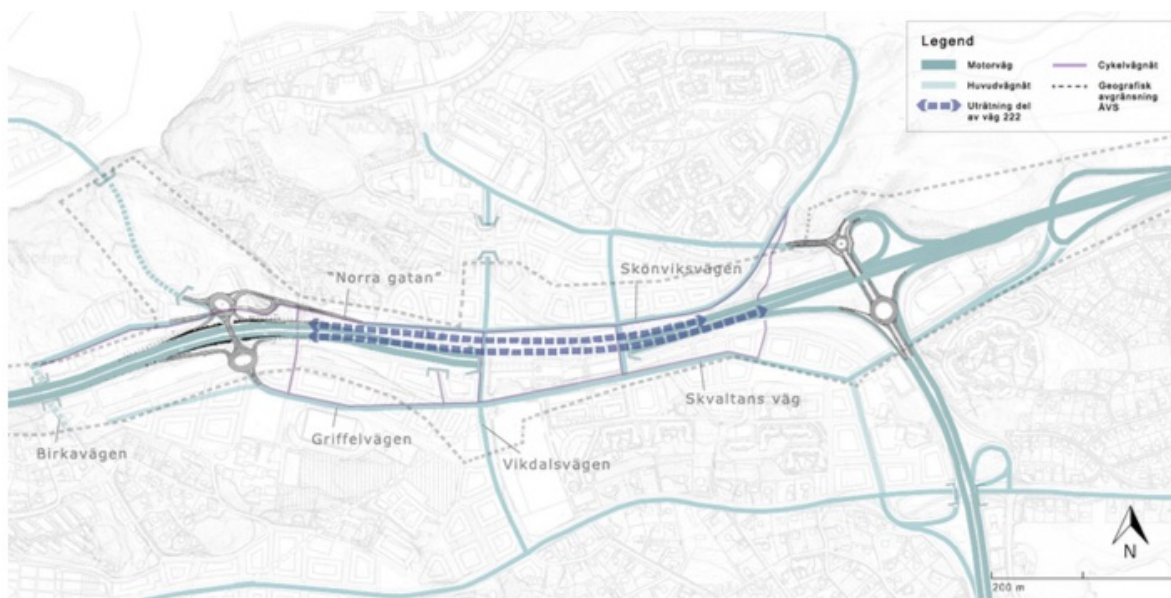 Legend
Motorväg
Huvudvägnät
Uträtning del
av väg 222
Cykelvägnät
Geografisk
avgränsning
ÅVS
"Norra gatan"
Skönviksvägen
Birkavägen
Griffelvägen
Vikdalsvägen
Skvaltans väg
N
200 m